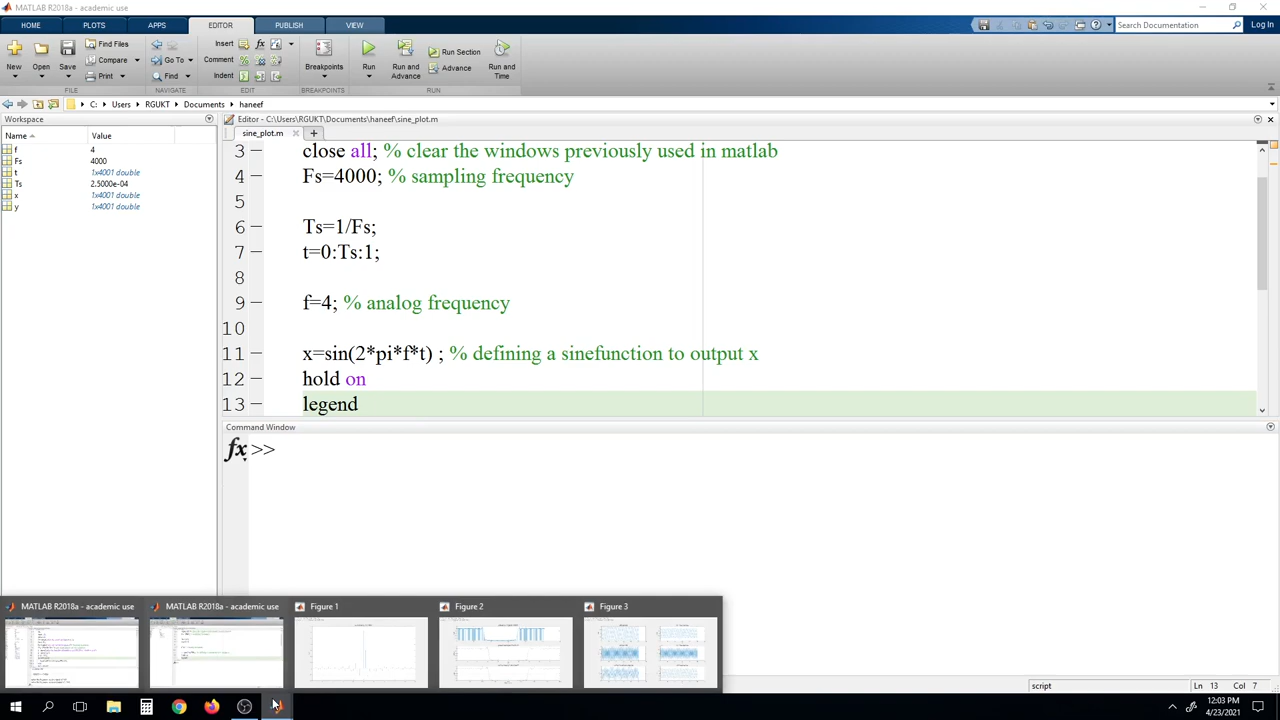 MATLAB R2018a - academic use
HOME PLOTS APPS EDITOR PUBLISH VIEW
Search Documentation
Log In
New Open Save
Find Files
Compare
Print
Go To
Find
Insert
Comment
Indent
fx
Breakpoints
Run
Run and Advance
Run Section
Advance
Run and Time
FILE NAVIGATE EDIT BREAKPOINTS RUN
C: Users RGUKT Documents haneef
Workspace
Name Value
f 4
Fs 4000
t 1x4001 double
Ts 2.5000e-04
x 1x4001 double
y 1x4001 double
Editor - C:\Users\RGUKT\Documents\haneef\sine_plot.m
sine_plot.m
3 close all; % clear the windows previously used in matlab
4 Fs=4000; % sampling frequency
5
6 Ts=1/Fs;
7 t=0:Ts:1;
8
9 f=4; % analog frequency
10
11 x=sin(2*pi*f*t) ; % defining a sinefunction to output x
12 hold on
13 legend
Command Window
fx >>
MATLAB R2018a - academic use
MATLAB R2018a - academic use
Figure 1
Figure 2
Figure 3
script
Ln 13 Col 7
12:03 PM
4/23/2021